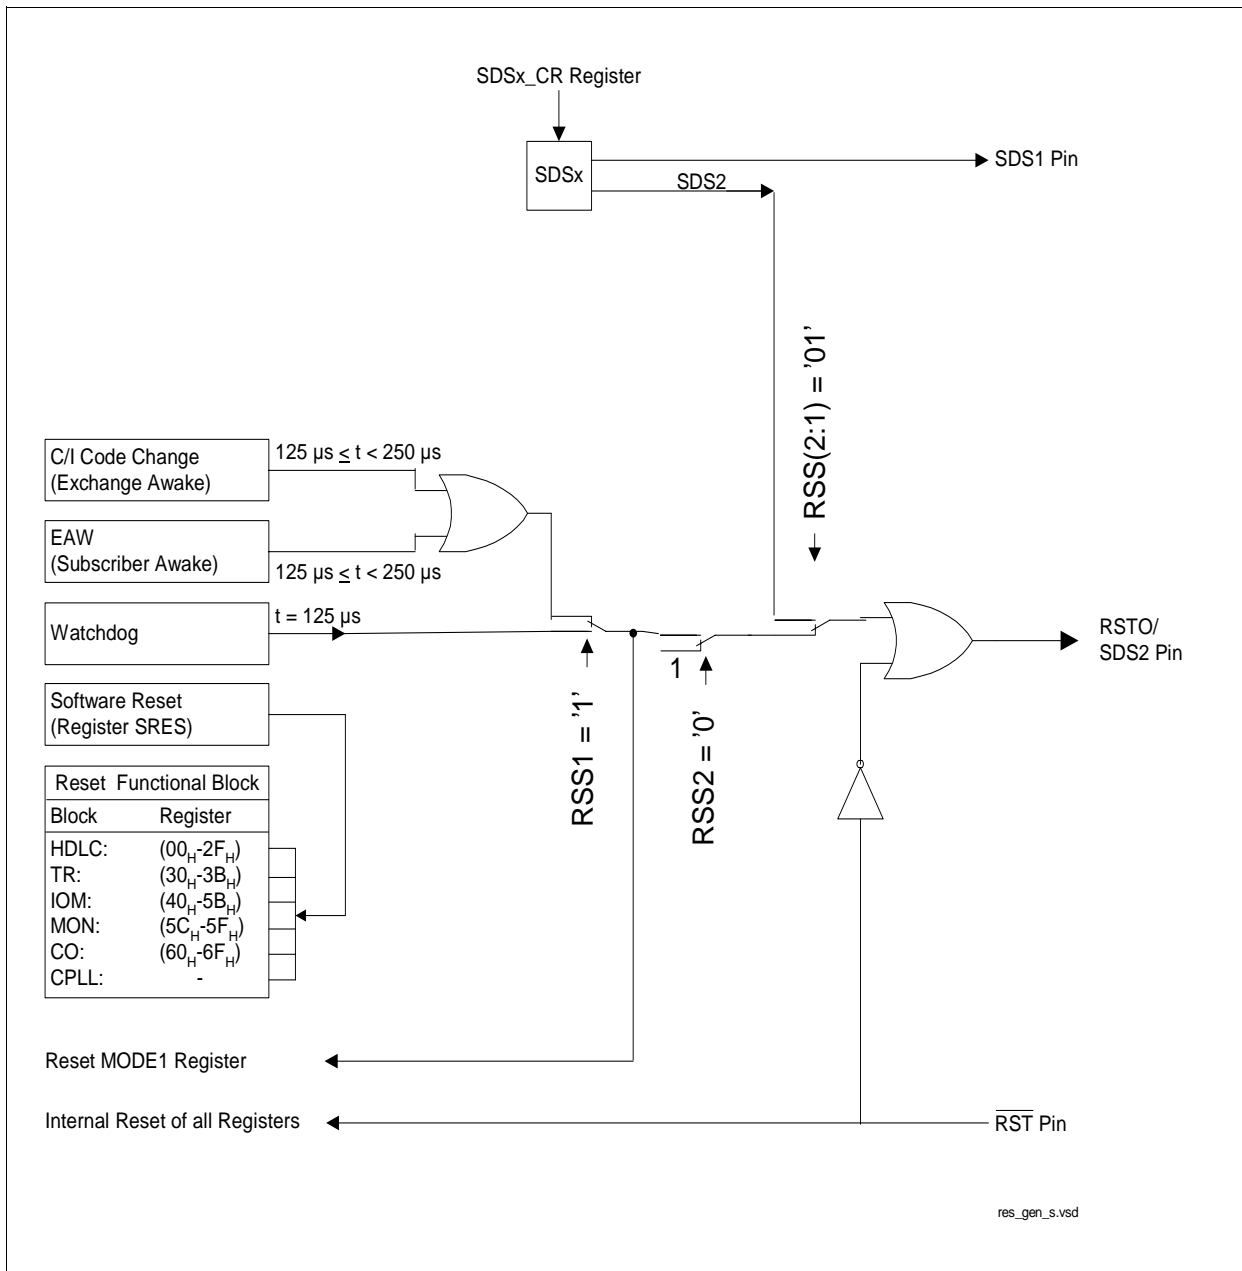 SDSx_CR Register
SDSx
SDS1 Pin
SDS2
RSS(2:1) = '01'
C/I Code Change
(Exchange Awake)
125 µs ≤ t < 250 µs
EAW
(Subscriber Awake)
125 µs ≤ t < 250 µs
Watchdog
t = 125 µs
RSTO/
SDS2 Pin
1
RSS1 = '1'
RSS2 = '0'
Software Reset
(Register SRES)
Reset Functional Block
Block Register
HDLC: (00H-2FH)
TR: (30H-3BH)
IOM: (40H-5BH)
MON: (5CH-5FH)
CO: (60H-6FH)
CPLL: -
Reset MODE1 Register
Internal Reset of all Registers
RST Pin
res_gen_s.vsd